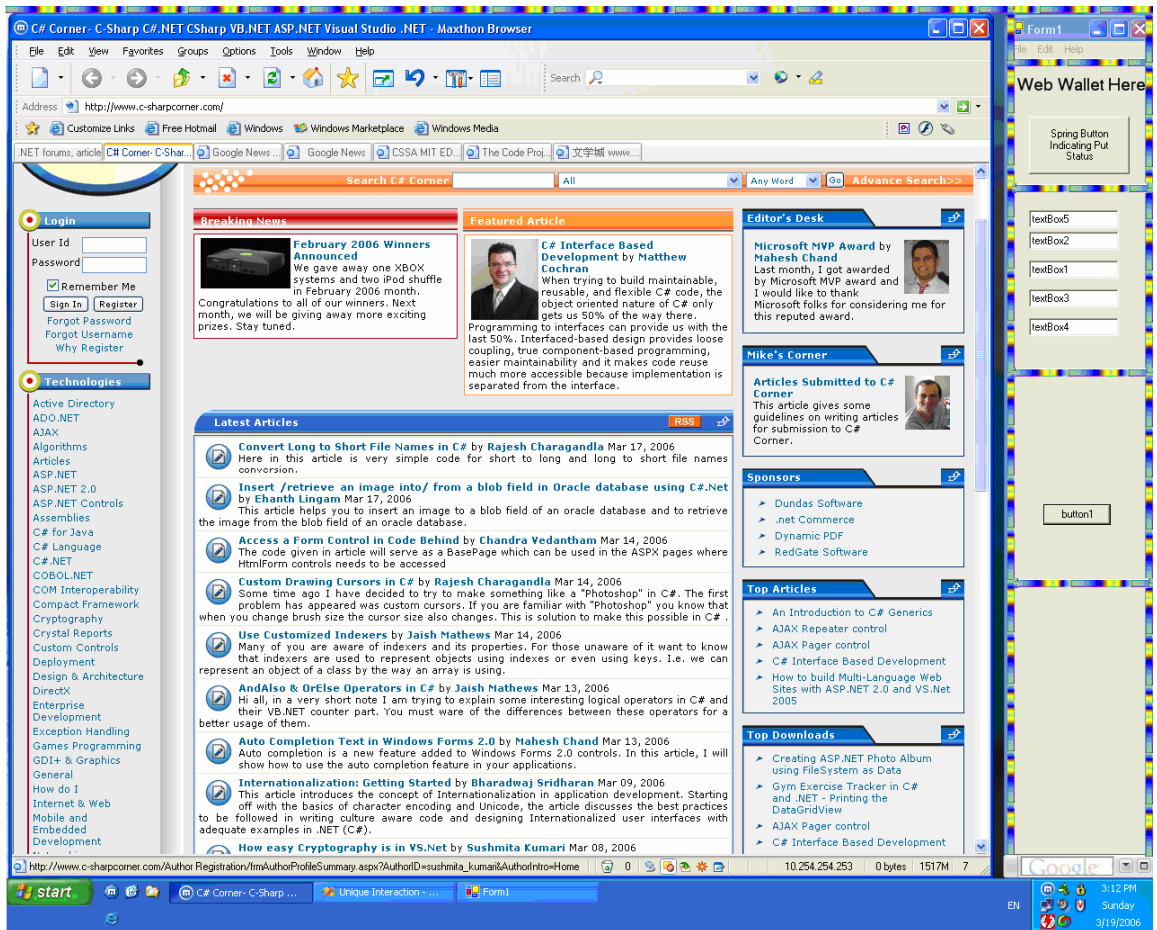 C# Corner- C-Sharp C#.NET CSharp VB.NET ASP.NET Visual Studio .NET - Maxthon Browser
File Edit View Favorites Groups Options Tools Window Help
Search
Address http://www.c-sharpcorner.com/
Customize Links Free Hotmail Windows Windows Marketplace Windows Media
.NET forums, article C# Corner- C-Shar... Google News ... Google News CSSA MIT ED... The Code Proj... 文学城 www....
Search C# Corner All Any Word Go Advance Search>>
Login
User Id
Password
Remember Me
Sign In Register
Forgot Password
Forgot Username
Why Register
Technologies
Active Directory
ADO.NET
AJAX
Algorithms
Articles
ASP.NET
ASP.NET 2.0
ASP.NET Controls
Assemblies
C# for Java
C# Language
C#.NET
COBOL.NET
COM Interoperability
Compact Framework
Cryptography
Crystal Reports
Custom Controls
Deployment
Design & Architecture
DirectX
Enterprise
Development
Exception Handling
Games Programming
GDI+ & Graphics
General
How do I
Internet & Web
Mobile and
Embedded
Development
Breaking News
February 2006 Winners
Announced
We gave away one XBOX
systems and two iPod shuffle
in February 2006 month.
Congratulations to all of our winners. Next
month, we will be giving away more exciting
prizes. Stay tuned.
Featured Article
C# Interface Based
Development by Matthew
Cochran
When trying to build maintainable,
reusable, and flexible C# code, the
object oriented nature of C# only
gets us 50% of the way there.
Programming to interfaces can provide us with the
last 50%. Interfaced-based design provides loose
coupling, true component-based programming,
easier maintainability and it makes code reuse
much more accessible because implementation is
separated from the interface.
Latest Articles RSS
Convert Long to Short File Names in C# by Rajesh Charagandla Mar 17, 2006
Here in this article is very simple code for short to long and long to short file names
conversion.
Insert /retrieve an image into/ from a blob field in Oracle database using C#.Net
by Ehanth Lingam Mar 17, 2006
This article helps you to insert an image to a blob field of an oracle database and to retrieve
the image from the blob field of an oracle database.
Access a Form Control in Code Behind by Chandra Vedantham Mar 14, 2006
The code given in article will serve as a BasePage which can be used in the ASPX pages where
HtmlForm controls needs to be accessed
Custom Drawing Cursors in C# by Rajesh Charagandla Mar 14, 2006
Some time ago I have decided to try to make something like a "Photoshop" in C#. The first
problem has appeared was custom cursors. If you are familiar with "Photoshop" you know that
when you change brush size the cursor size also changes. This is solution to make this possible in C# .
Use Customized Indexers by Jaish Mathews Mar 14, 2006
Many of you are aware of indexers and its properties. For those unaware of it want to know
that indexers are used to represent objects using indexes or even using keys. I.e. we can
represent an object of a class by the way an array is using.
AndAlso & OrElse Operators in C# by Jaish Mathews Mar 13, 2006
Hi all, in a very short note I am trying to explain some interesting logical operators in C# and
their VB.NET counter part. You must ware of the differences between these operators for a
better usage of them.
Auto Completion Text in Windows Forms 2.0 by Mahesh Chand Mar 13, 2006
Auto completion is a new feature added to Windows Forms 2.0 controls. In this article, I will
show how to use the auto completion feature in your applications.
Internationalization: Getting Started by Bharadwaj Sridharan Mar 09, 2006
This article introduces the concept of Internationalization in application development. Starting
off with the basics of character encoding and Unicode, the article discusses the best practices
to be followed in writing culture aware code and designing Internationalized user interfaces with
adequate examples in .NET (C#).
How easy Cryptography is in VS.Net by Sushmita Kumari Mar 08, 2006
Editor's Desk
Microsoft MVP Award by
Mahesh Chand
Last month, I got awarded
by Microsoft MVP award and
I would like to thank
Microsoft folks for considering me for
this reputed award.
Mike's Corner
Articles Submitted to C#
Corner
This article gives some
guidelines on writing articles
for submission to C#
Corner.
Sponsors
Dundas Software
.net Commerce
Dynamic PDF
RedGate Software
Top Articles
An Introduction to C# Generics
AJAX Repeater control
AJAX Pager control
C# Interface Based Development
How to build Multi-Language Web
Sites with ASP.NET 2.0 and VS.Net
2005
Top Downloads
Creating ASP.NET Photo Album
using FileSystem as Data
Gym Exercise Tracker in C#
and .NET - Printing the
DataGridView
AJAX Pager control
C# Interface Based Development
http://www.c-sharpcorner.com/Author Registration/frmAuthorProfileSummary.aspx?AuthorID=sushmita_kumari&AuthorIntro=Home 0 10.254.254.253 0 bytes 1517M 7
Form1
File Edit Help
Web Wallet Here
Spring Button
Indicating Put
Status
textBox5
textBox2
textBox1
textBox3
textBox4
button1
Google
start C# Corner- C-Sharp ... Unique Interaction - ... Form1
EN
3:12 PM
Sunday
3/19/2006